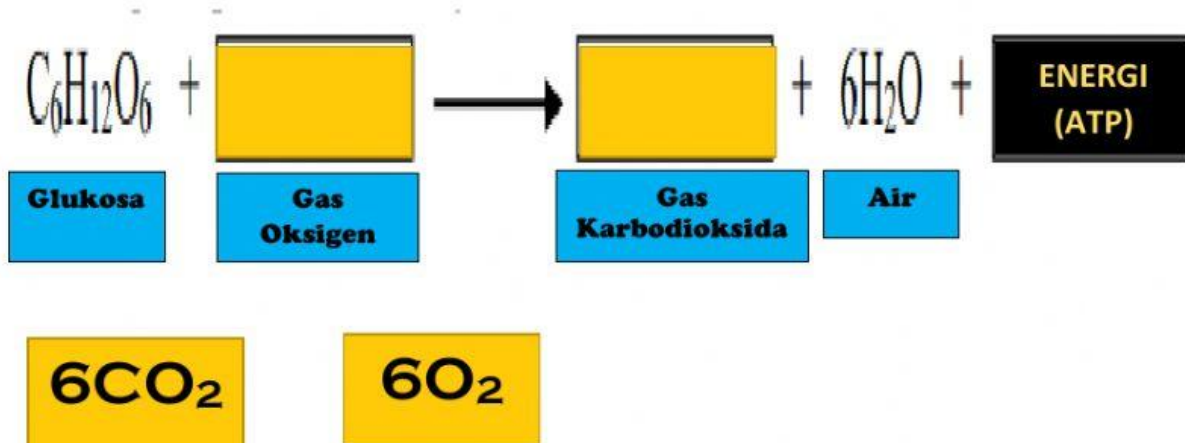 C₆H₁₂O₆ + → + 6H₂O + ENERGI
(ATP)
Glukosa Gas
Oksigen Gas
Karbodioksida Air
6CO₂ 6O₂